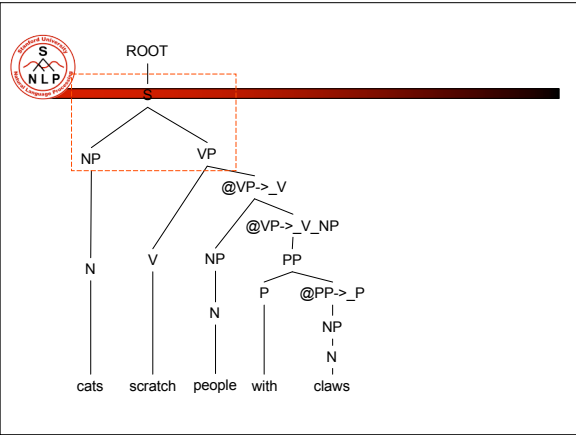 Stanford University
S
NLP
Natural Language Processing
ROOT
S
NP VP
@VP->_V
@VP->_V_NP
N V NP PP
P @PP->_P
N NP
N
cats scratch people with claws